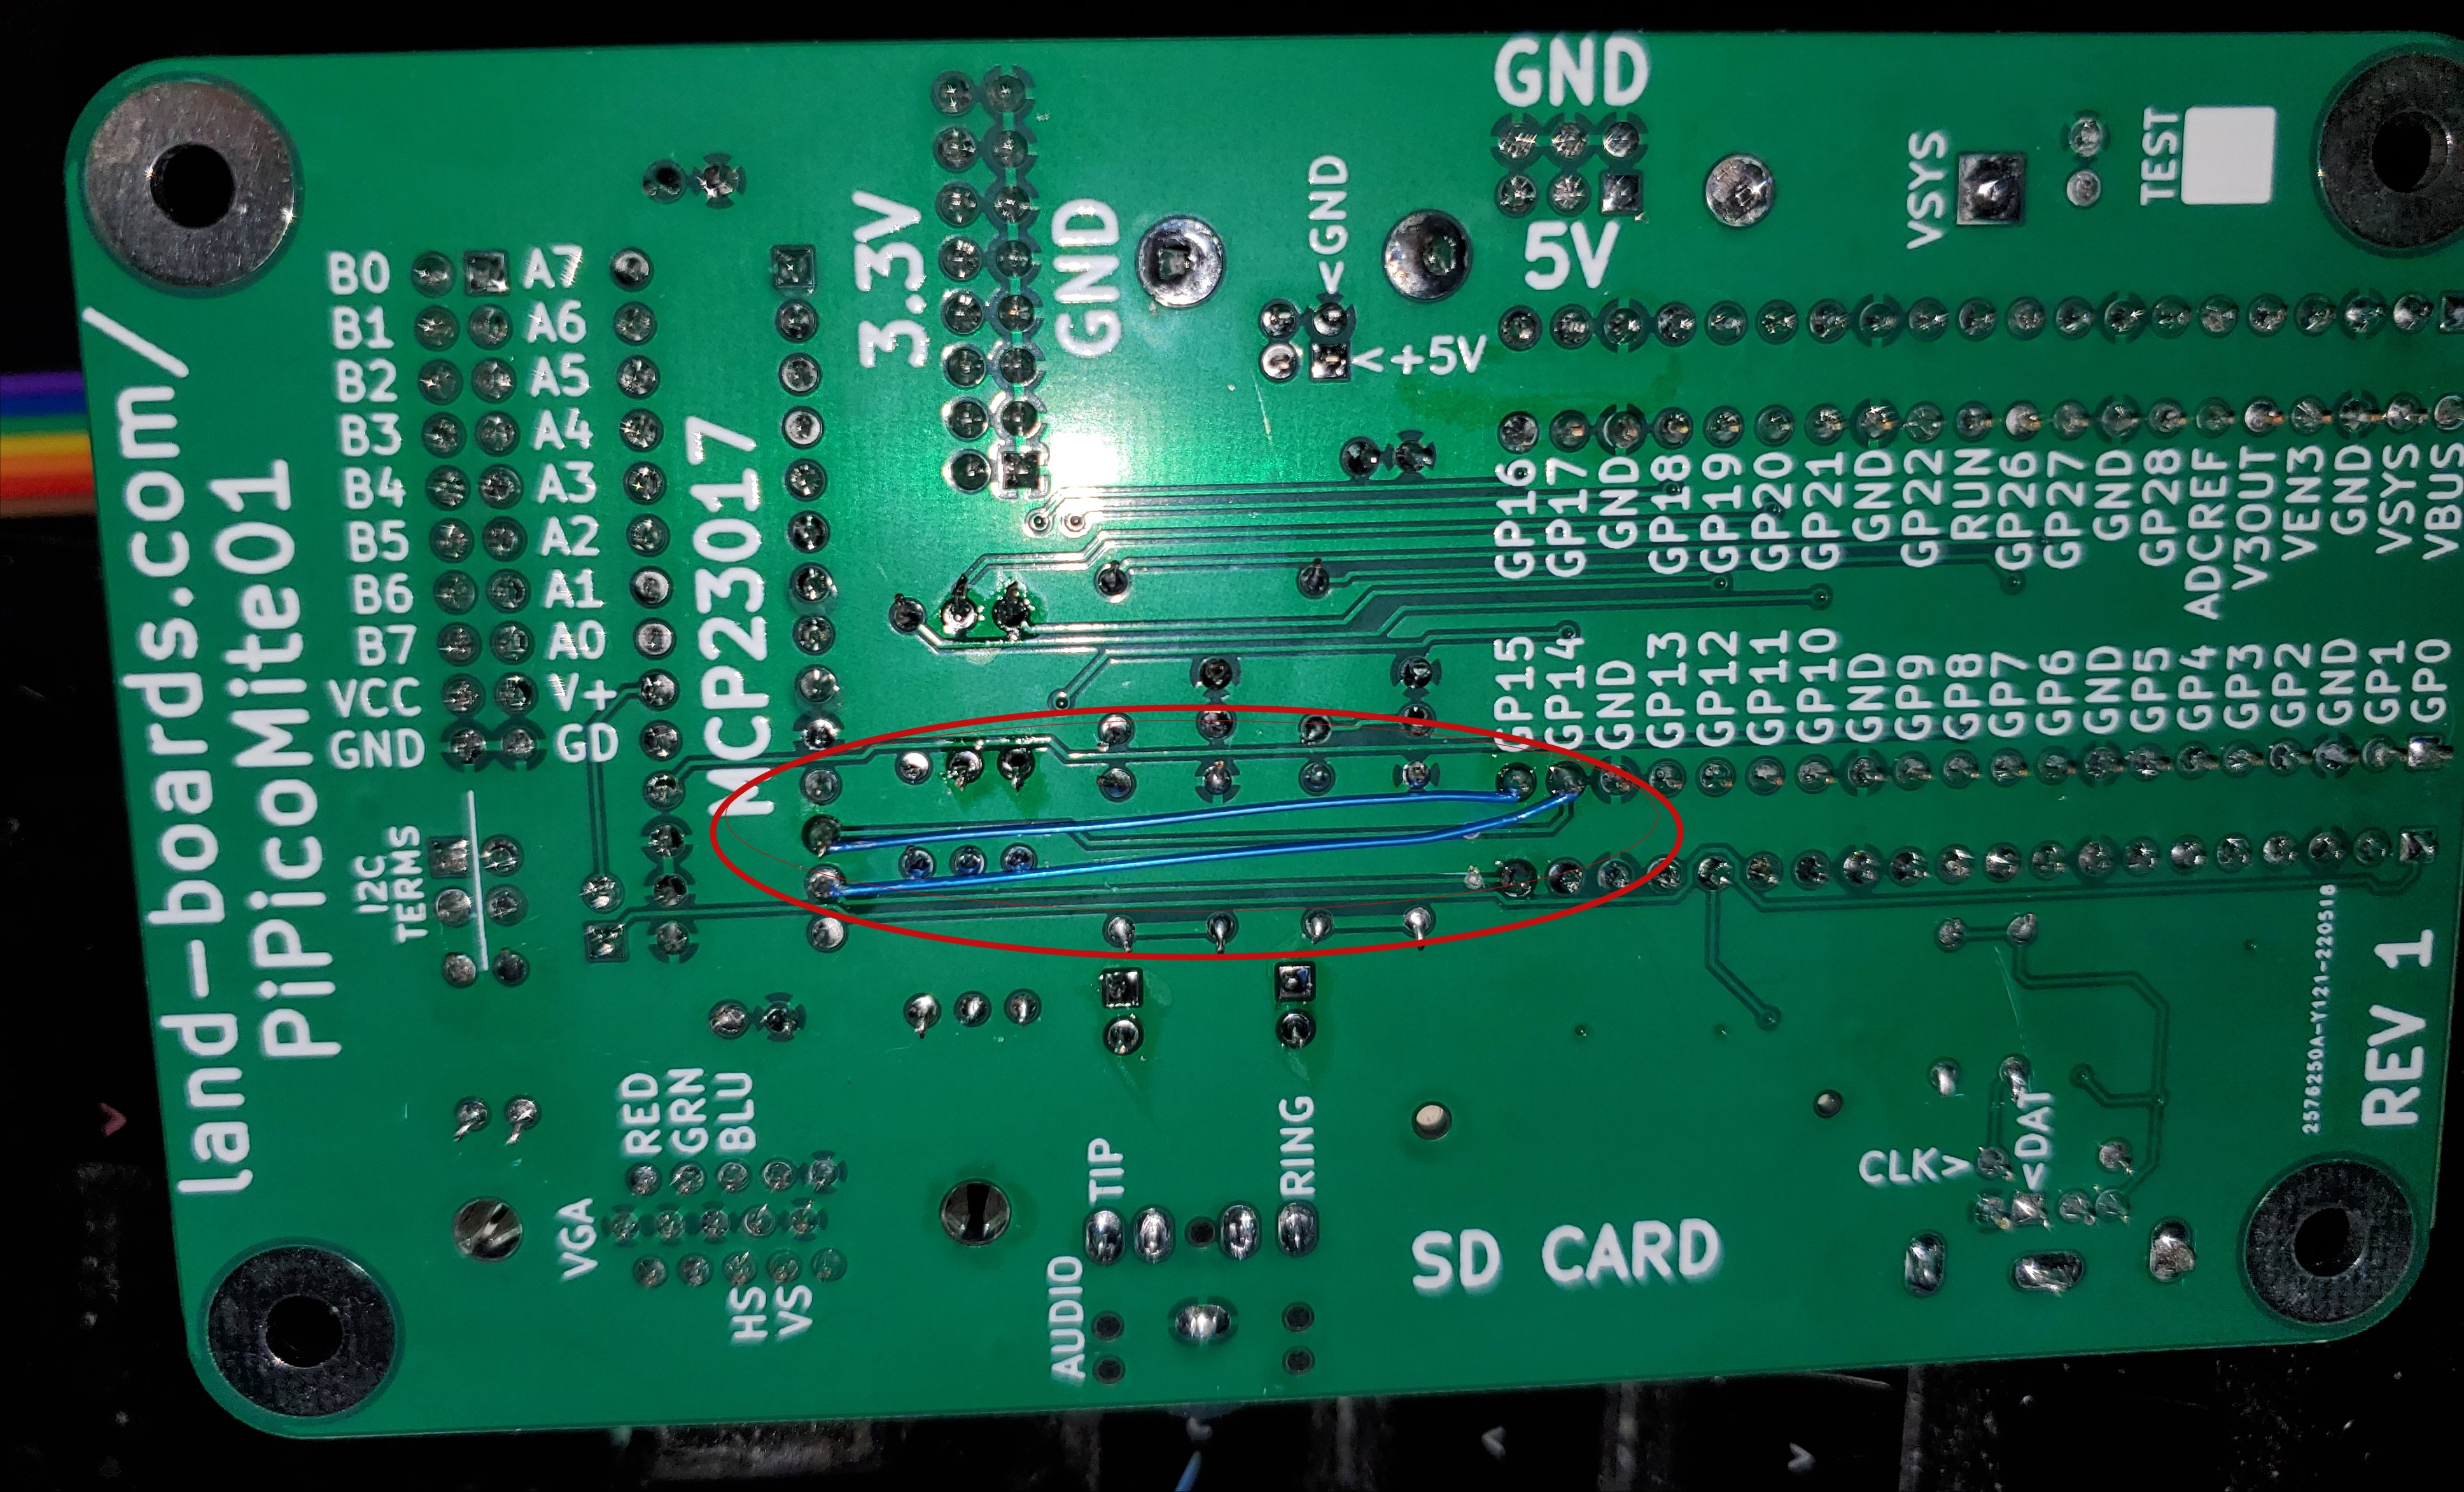 land-boards.com/
PiPicoMite01
B0 A7
B1 A6
B2 A5
B3 A4
B4 A3
B5 A2
B6 A1
B7 A0
VCC V+
GND GD
I2C
TERMS
MCP23017
3.3V
GND
<GND
<+5V
GND
5V
VSYS
TEST
GP16
GP17
GND
GP18
GP19
GP20
GP21
GND
GP22
RUN
GP26
GP27
GND
GP28
ADCREF
V3OUT
VEN3
GND
VSYS
VBUS
GP15
GP14
GND
GP13
GP12
GP11
GP10
GND
GP9
GP8
GP7
GP6
GND
GP5
GP4
GP3
GP2
GND
GP1
GP0
RED
GRN
BLU
VGA
HS
VS
TIP
RING
AUDIO
SD CARD
CLK>
<DAT
2576250A-Y121-220518
REV 1